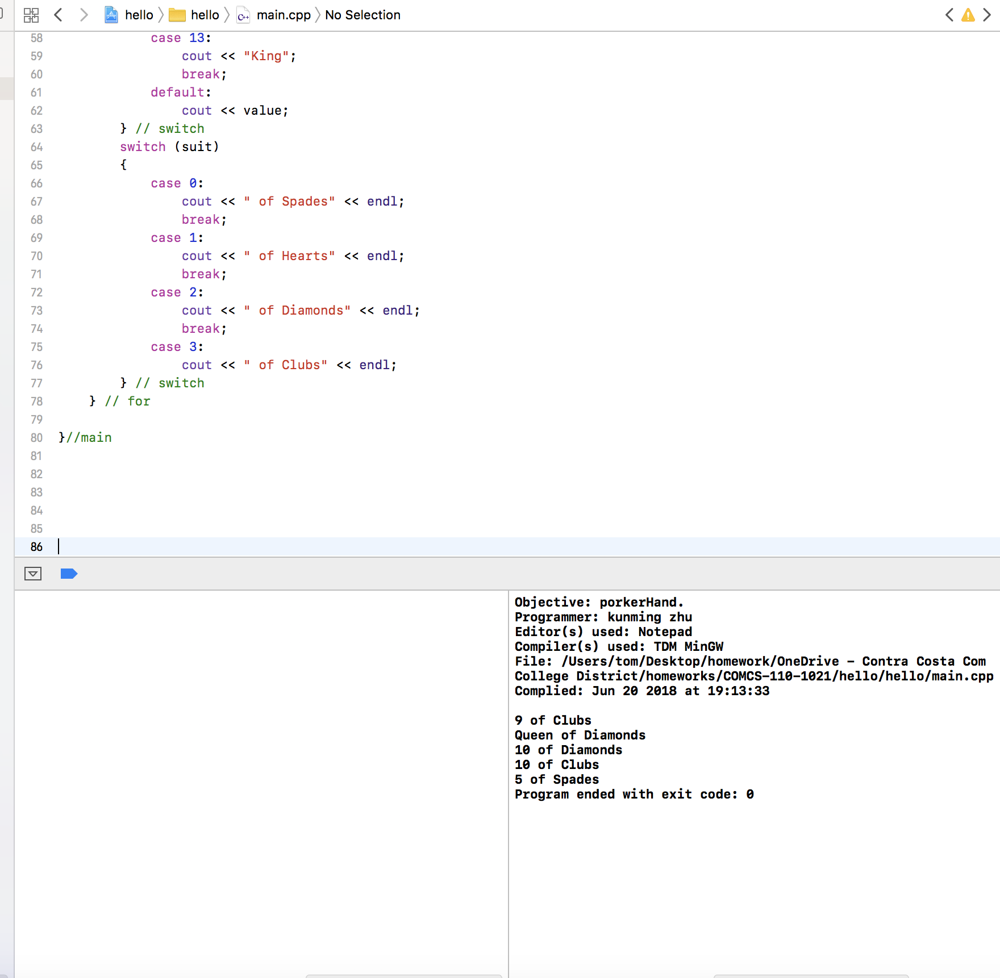 hello hello main.cpp No Selection
58 case 13:
59 cout << "King";
60 break;
61 default:
62 cout << value;
63 } // switch
64 switch (suit)
65 {
66 case 0:
67 cout << " of Spades" << endl;
68 break;
69 case 1:
70 cout << " of Hearts" << endl;
71 break;
72 case 2:
73 cout << " of Diamonds" << endl;
74 break;
75 case 3:
76 cout << " of Clubs" << endl;
77 } // switch
78 } // for
79
80 }//main
81
82
83
84
85
86
Objective: porkerHand.
Programmer: kunming zhu
Editor(s) used: Notepad
Compiler(s) used: TDM MinGW
File: /Users/tom/Desktop/homework/OneDrive - Contra Costa Com
College District/homeworks/COMCS-110-1021/hello/hello/main.cpp
Complied: Jun 20 2018 at 19:13:33
9 of Clubs
Queen of Diamonds
10 of Diamonds
10 of Clubs
5 of Spades
Program ended with exit code: 0